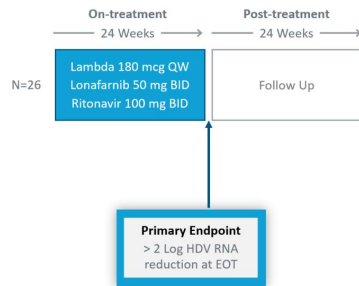 On-treatment
Post-treatment
24 Weeks
24 Weeks
N=26
Lambda 180 mcg QW
Lonafarnib 50 mg BID
Ritonavir 100 mg BID
Follow Up
Primary Endpoint
> 2 Log HDV RNA
reduction at EOT